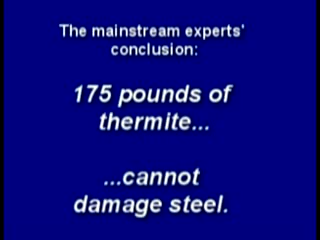 The mainstream experts'
conclusion:
175 pounds of
thermite...
...cannot
damage steel.